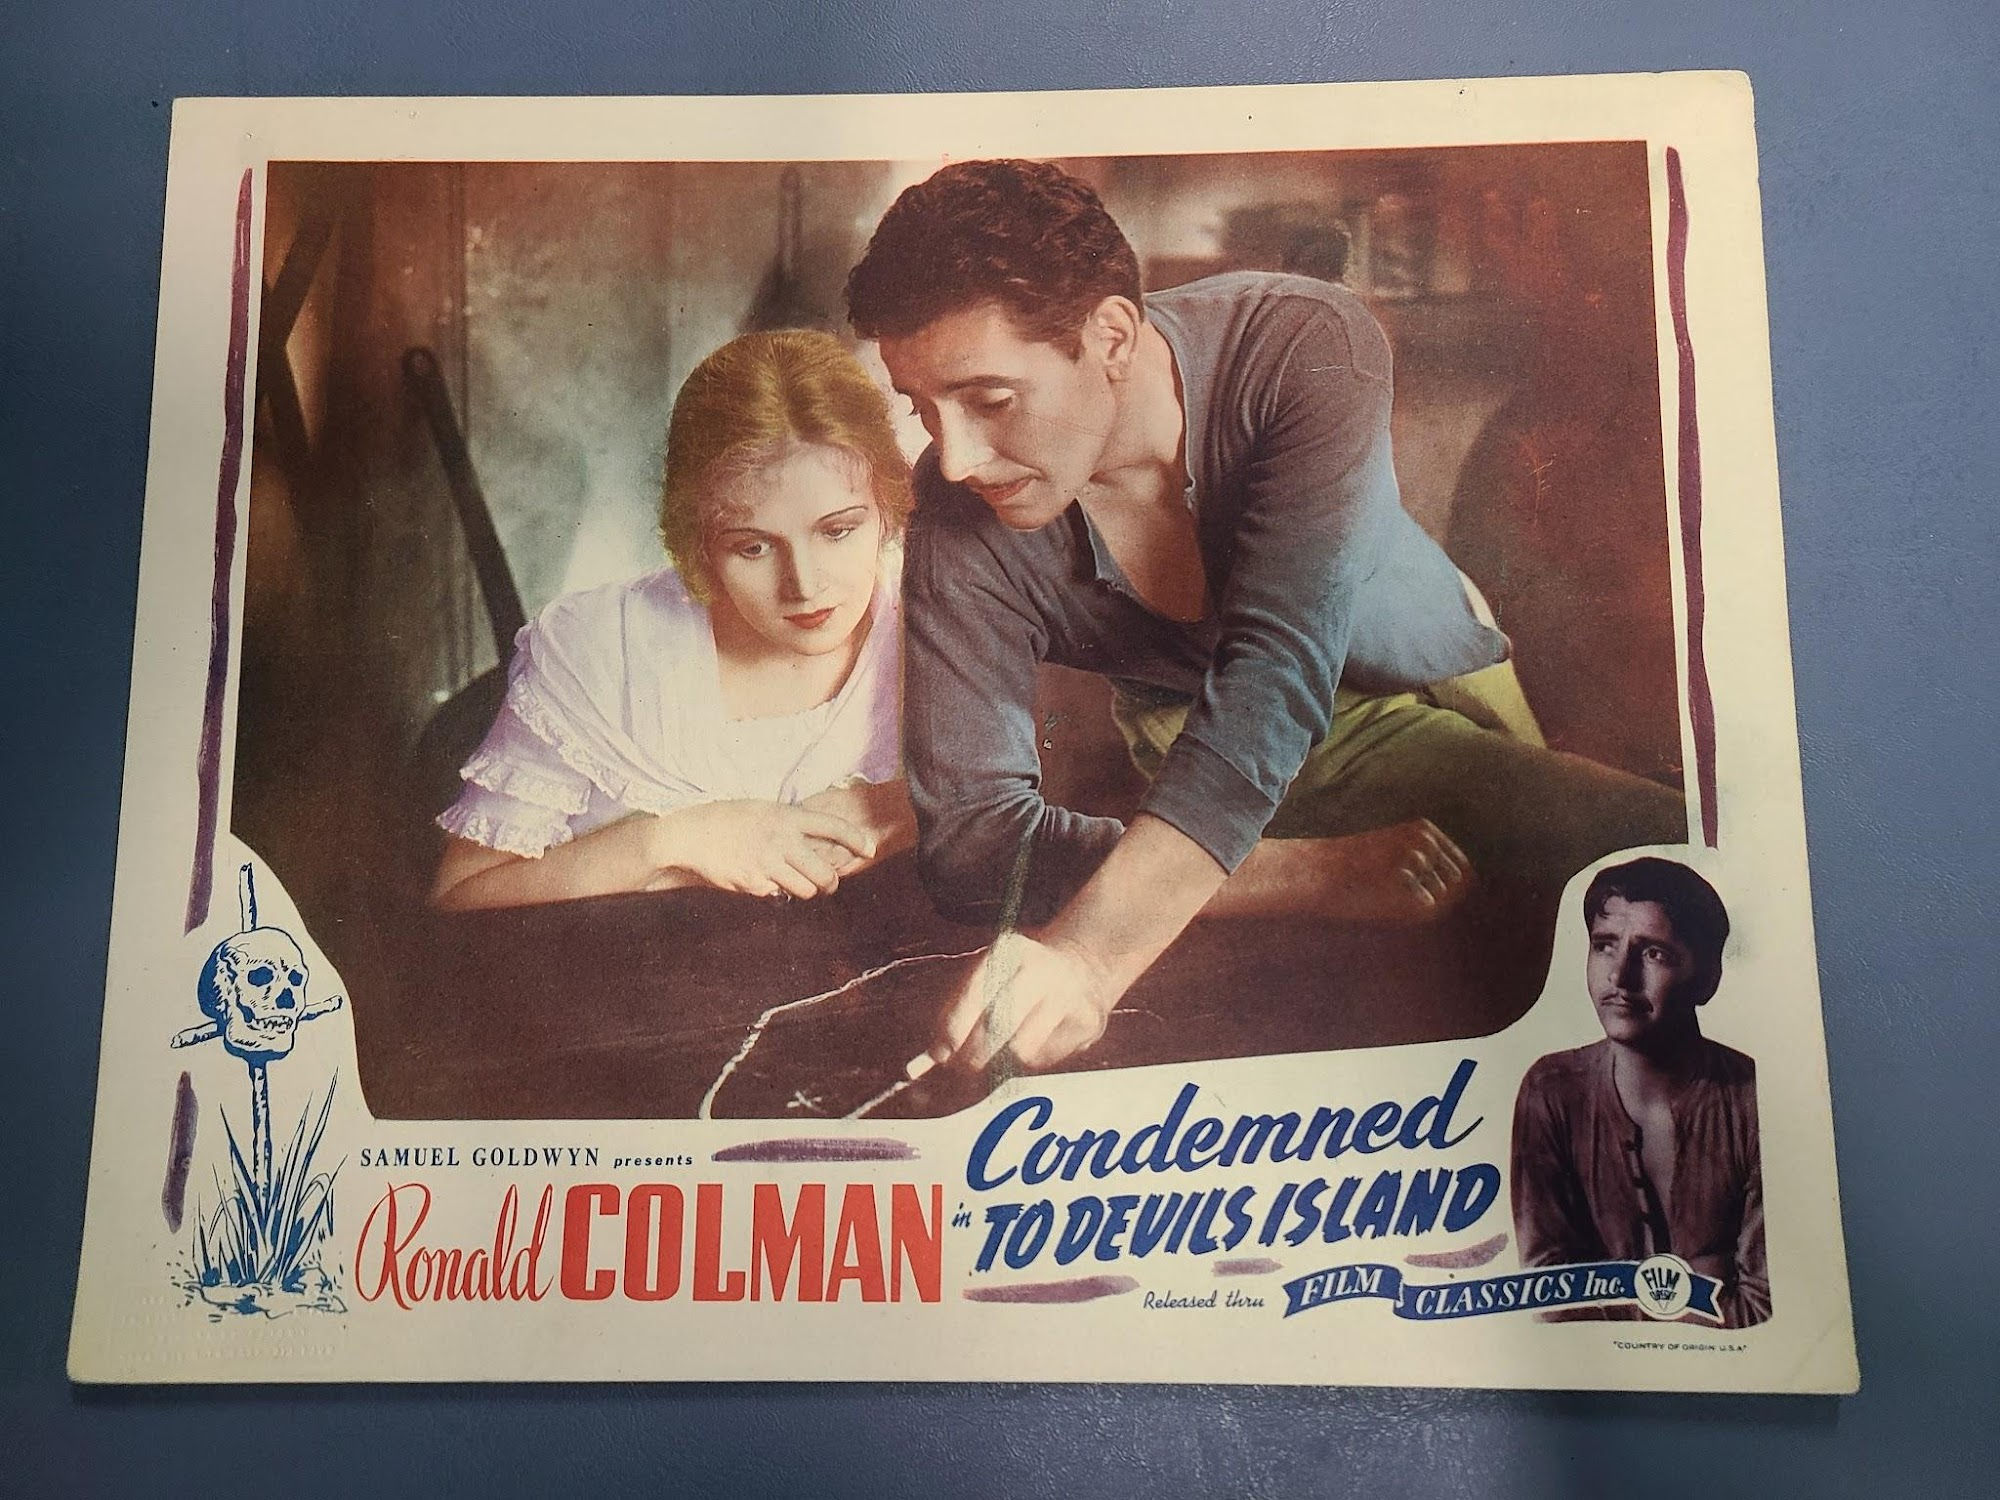 SAMUEL GOLDWYN presents
Ronald COLMAN
in
Condemned
TO DEVILS ISLAND
Released thru FILM CLASSICS Inc.
FILM
"COUNTRY OF ORIGIN U.S.A"